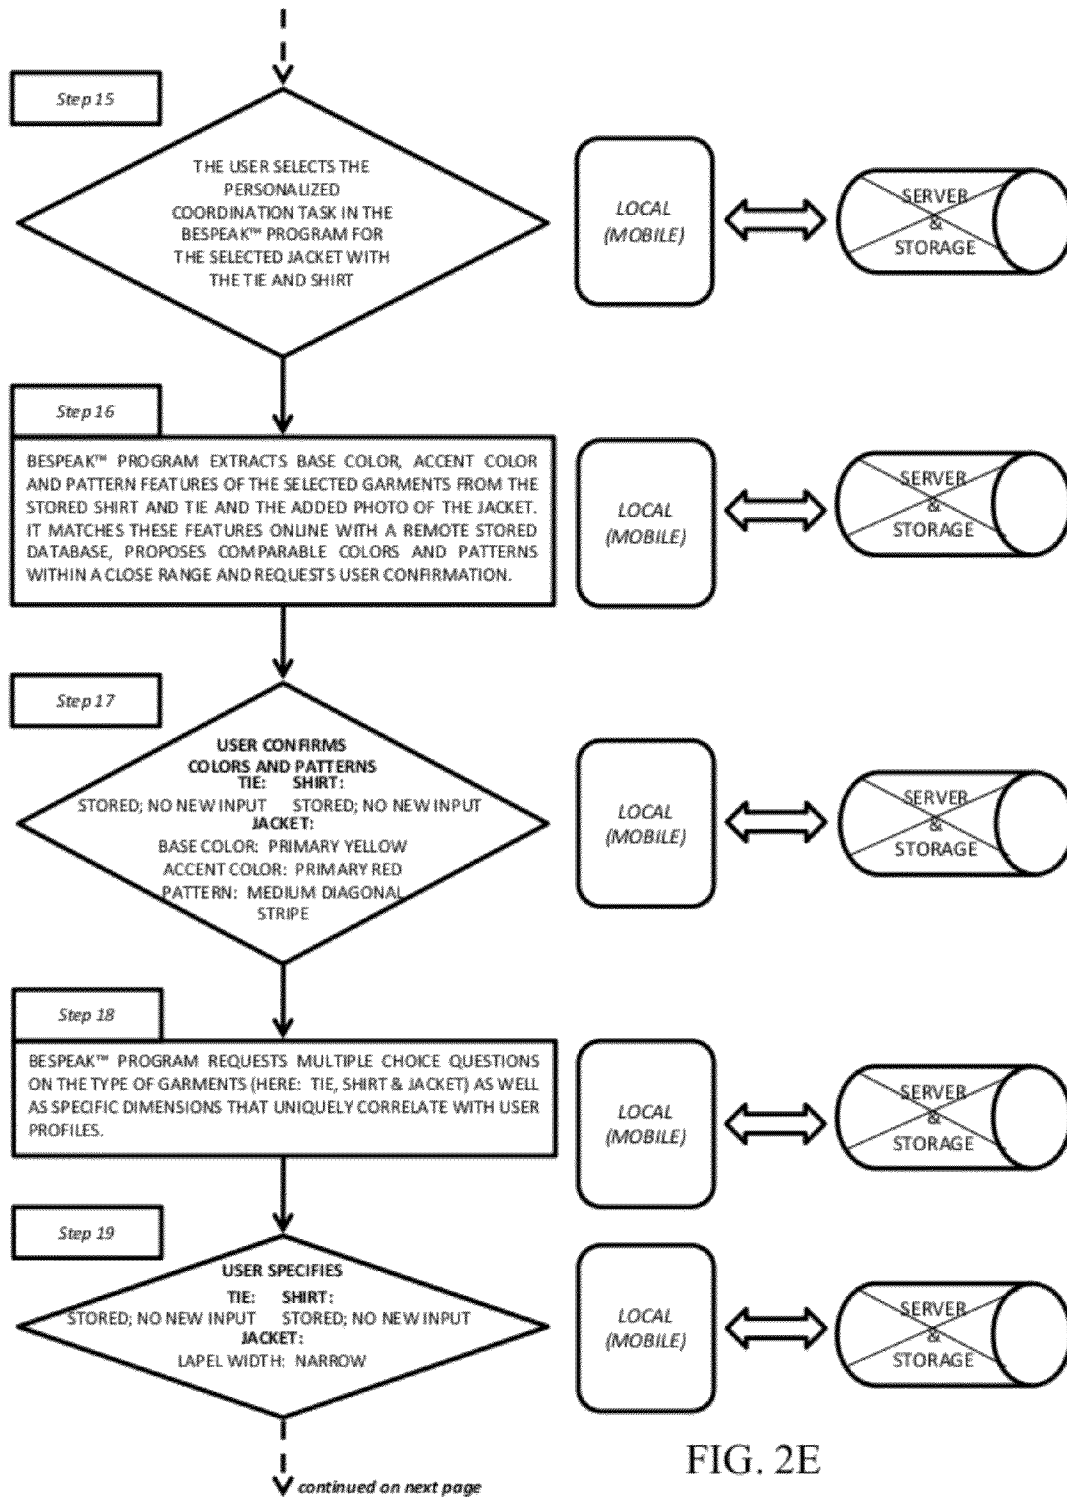 Step 15
THE USER SELECTS THE
PERSONALIZED
COORDINATION TASK IN THE
BESPEAK™ PROGRAM FOR
THE SELECTED JACKET WITH
THE TIE AND SHIRT
LOCAL
(MOBILE)
SERVER
&
STORAGE
Step 16
BESPEAK™ PROGRAM EXTRACTS BASE COLOR, ACCENT COLOR
AND PATTERN FEATURES OF THE SELECTED GARMENTS FROM THE
STORED SHIRT AND TIE AND THE ADDED PHOTO OF THE JACKET.
IT MATCHES THESE FEATURES ONLINE WITH A REMOTE STORED
DATABASE, PROPOSES COMPARABLE COLORS AND PATTERNS
WITHIN A CLOSE RANGE AND REQUESTS USER CONFIRMATION.
LOCAL
(MOBILE)
SERVER
&
STORAGE
Step 17
USER CONFIRMS
COLORS AND PATTERNS
TIE: SHIRT:
STORED; NO NEW INPUT STORED; NO NEW INPUT
JACKET:
BASE COLOR: PRIMARY YELLOW
ACCENT COLOR: PRIMARY RED
PATTERN: MEDIUM DIAGONAL
STRIPE
LOCAL
(MOBILE)
SERVER
&
STORAGE
Step 18
BESPEAK™ PROGRAM REQUESTS MULTIPLE CHOICE QUESTIONS
ON THE TYPE OF GARMENTS (HERE: TIE, SHIRT & JACKET) AS WELL
AS SPECIFIC DIMENSIONS THAT UNIQUELY CORRELATE WITH USER
PROFILES.
LOCAL
(MOBILE)
SERVER
&
STORAGE
Step 19
USER SPECIFIES
TIE: SHIRT:
STORED; NO NEW INPUT STORED; NO NEW INPUT
JACKET:
LAPEL WIDTH: NARROW
LOCAL
(MOBILE)
SERVER
&
STORAGE
FIG. 2E
continued on next page